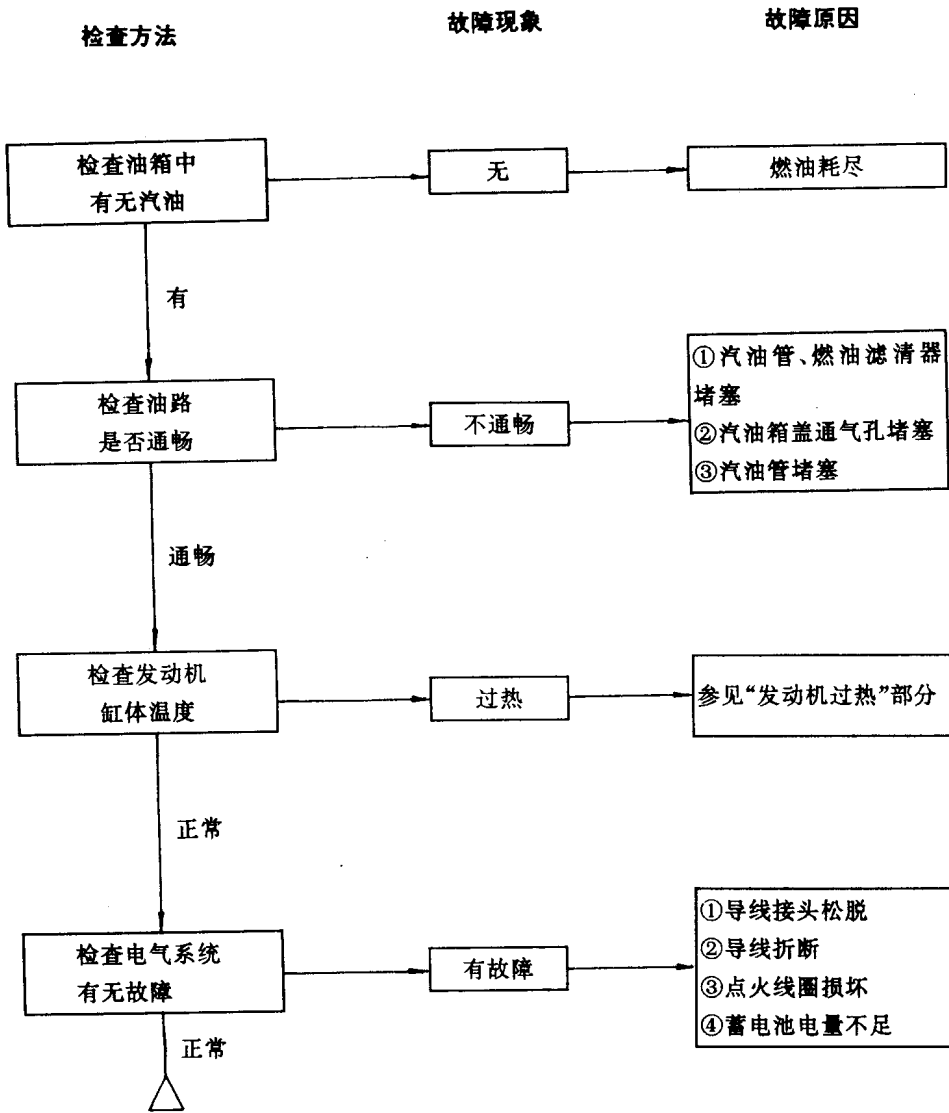 检查方法
故障现象
故障原因
检查油箱中
有无汽油
无
燃油耗尽
有
检查油路
是否通畅
不通畅
①汽油管、燃油滤清器
堵塞
②汽油箱盖通气孔堵塞
③汽油管堵塞
通畅
检查发动机
缸体温度
过热
参见“发动机过热”部分
正常
检查电气系统
有无故障
有故障
①导线接头松脱
②导线折断
③点火线圈损坏
④蓄电池电量不足
正常